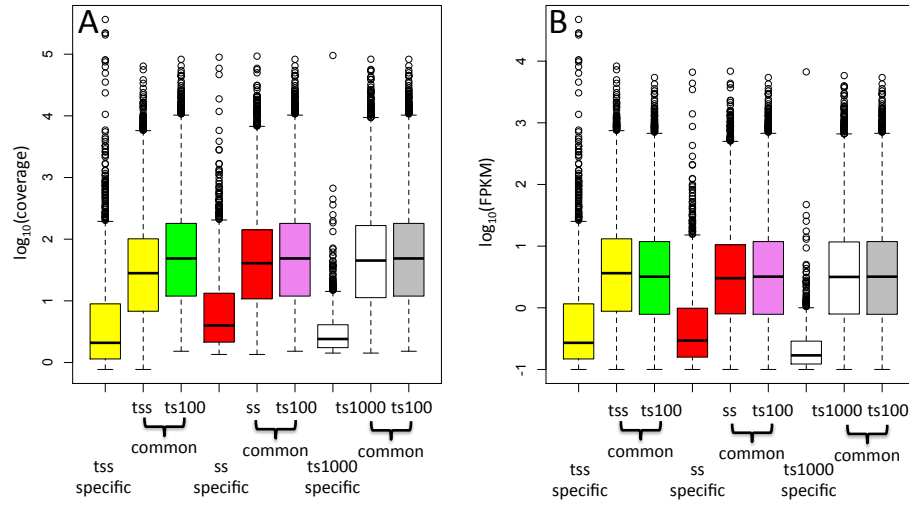 A
log10(coverage)
5
4
3
2
1
0
tss ts100
common
ss ts100
common
ts1000 ts100
common
tss
specific
ss
specific
ts1000
specific
B
log10(FPKM)
4
3
2
1
0
-1
tss ts100
common
ss ts100
common
ts1000 ts100
common
tss
specific
ss
specific
ts1000
specific